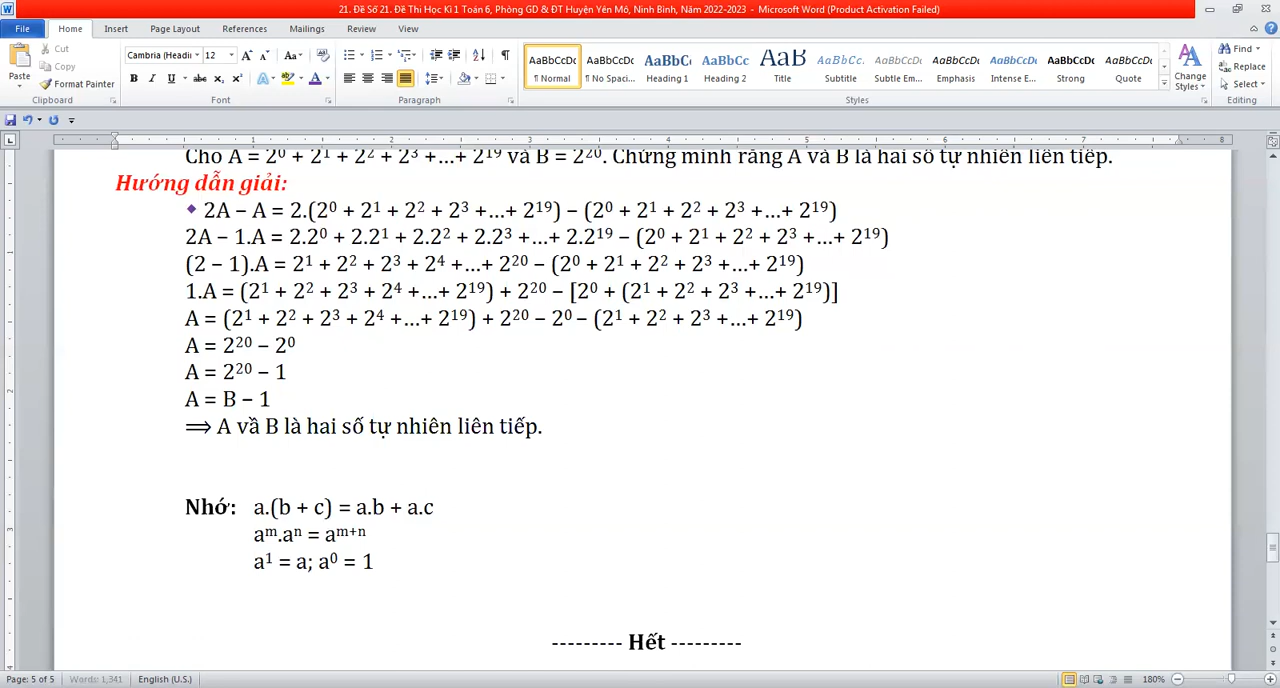 21. Đề Số 21. Đề Thi Học Kì 1 Toán 6, Phòng GD & ĐT Huyện Yên Mô, Ninh Bình, Năm 2022-2023 - Microsoft Word (Product Activation Failed)
File Home Insert Page Layout References Mailings Review View
Paste Cut Copy Format Painter
Clipboard
Cambria (Headin 12
Font
Paragraph
AaBbCcDc AaBbCcDc AaBbC AaBbCc AaB AaBbCc. AaBbCcDc AaBbCcDc AaBbCcDc AaBbCcDc AaBbCcDc
¶ Normal ¶ No Spaci... Heading 1 Heading 2 Title Subtitle Subtle Em... Emphasis Intense E... Strong Quote
Change Styles
Styles
Find Replace Select
Editing
1 2 3 4 5 6 7 8
Cho A = 2⁰ + 2¹ + 2² + 2³ +...+ 2¹⁹ và B = 2²⁰. Chứng minh rằng A và B là hai số tự nhiên liên tiếp.
Hướng dẫn giải:
❖ 2A – A = 2.(2⁰ + 2¹ + 2² + 2³ +...+ 2¹⁹) – (2⁰ + 2¹ + 2² + 2³ +...+ 2¹⁹)
2A – 1.A = 2.2⁰ + 2.2¹ + 2.2² + 2.2³ +...+ 2.2¹⁹ – (2⁰ + 2¹ + 2² + 2³ +...+ 2¹⁹)
(2 – 1).A = 2¹ + 2² + 2³ + 2⁴ +...+ 2²⁰ – (2⁰ + 2¹ + 2² + 2³ +...+ 2¹⁹)
1.A = (2¹ + 2² + 2³ + 2⁴ +...+ 2¹⁹) + 2²⁰ – [2⁰ + (2¹ + 2² + 2³ +...+ 2¹⁹)]
A = (2¹ + 2² + 2³ + 2⁴ +...+ 2¹⁹) + 2²⁰ – 2⁰ – (2¹ + 2² + 2³ +...+ 2¹⁹)
A = 2²⁰ – 2⁰
A = 2²⁰ – 1
A = B – 1
⟹ A vầ B là hai số tự nhiên liên tiếp.
Nhớ: a.(b + c) = a.b + a.c
aᵐ.aⁿ = aᵐ⁺ⁿ
a¹ = a; a⁰ = 1
--------- Hết ---------
Page: 5 of 5 Words: 1,341 English (U.S.) 180%